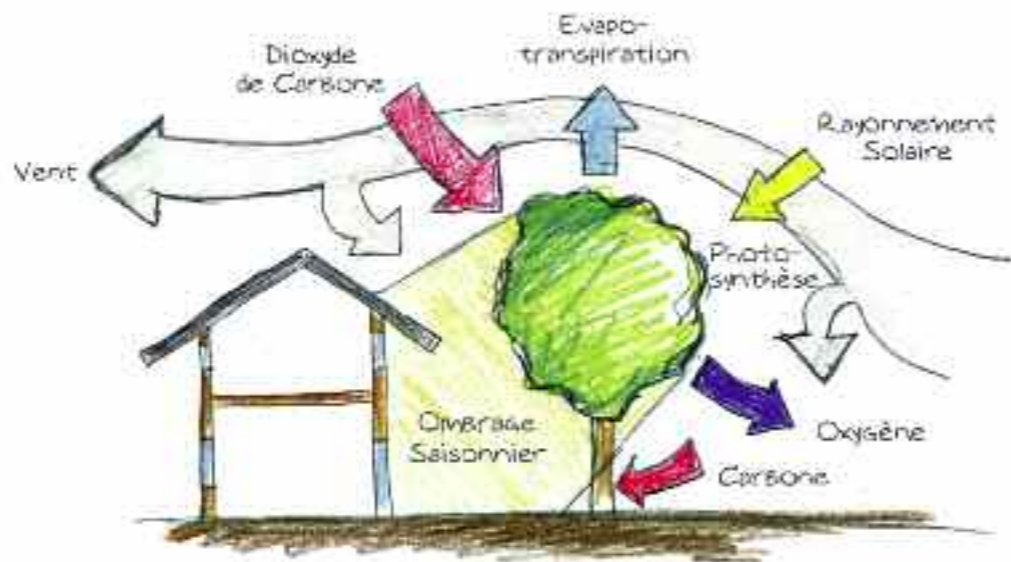 Evapo-
transpiration
Dioxyde
de Carbone
Rayonnement
Solaire
Vent
Photo-
synthèse
Ombrage
Saisonnier
Oxygène
Carbone